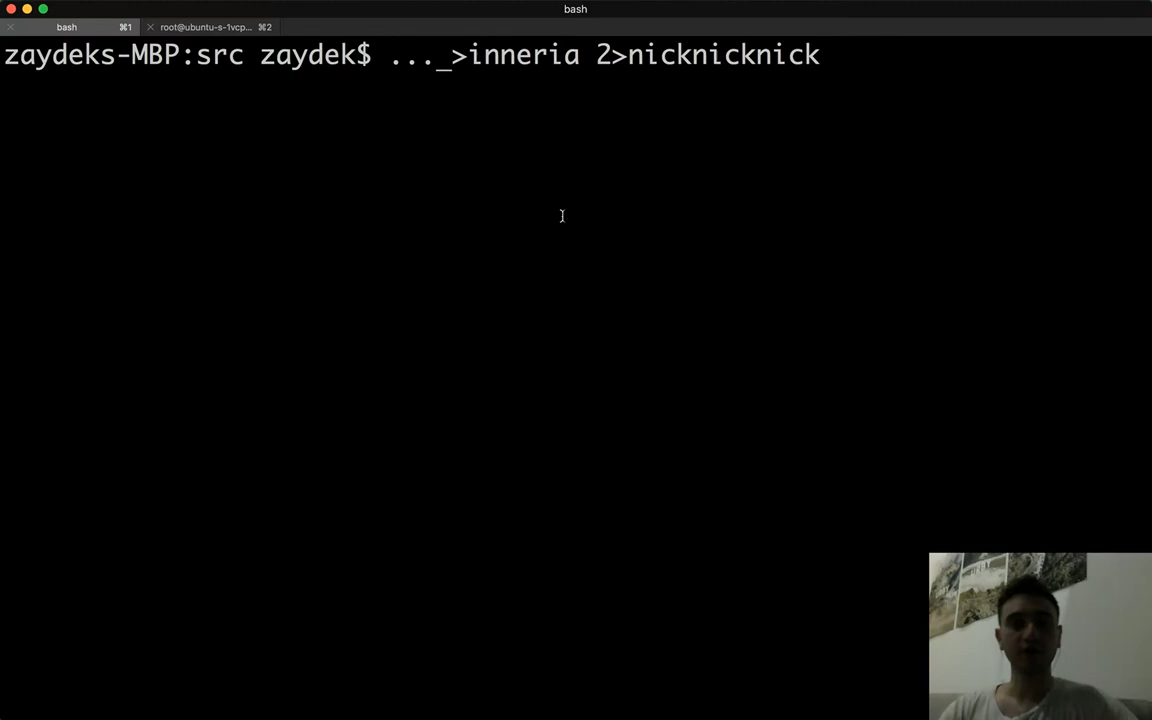 bash
bash ⌘1 root@ubuntu-s-1vcp... ⌘2
zaydeks-MBP:src zaydek$ ..._>inneria 2>nicknicknick